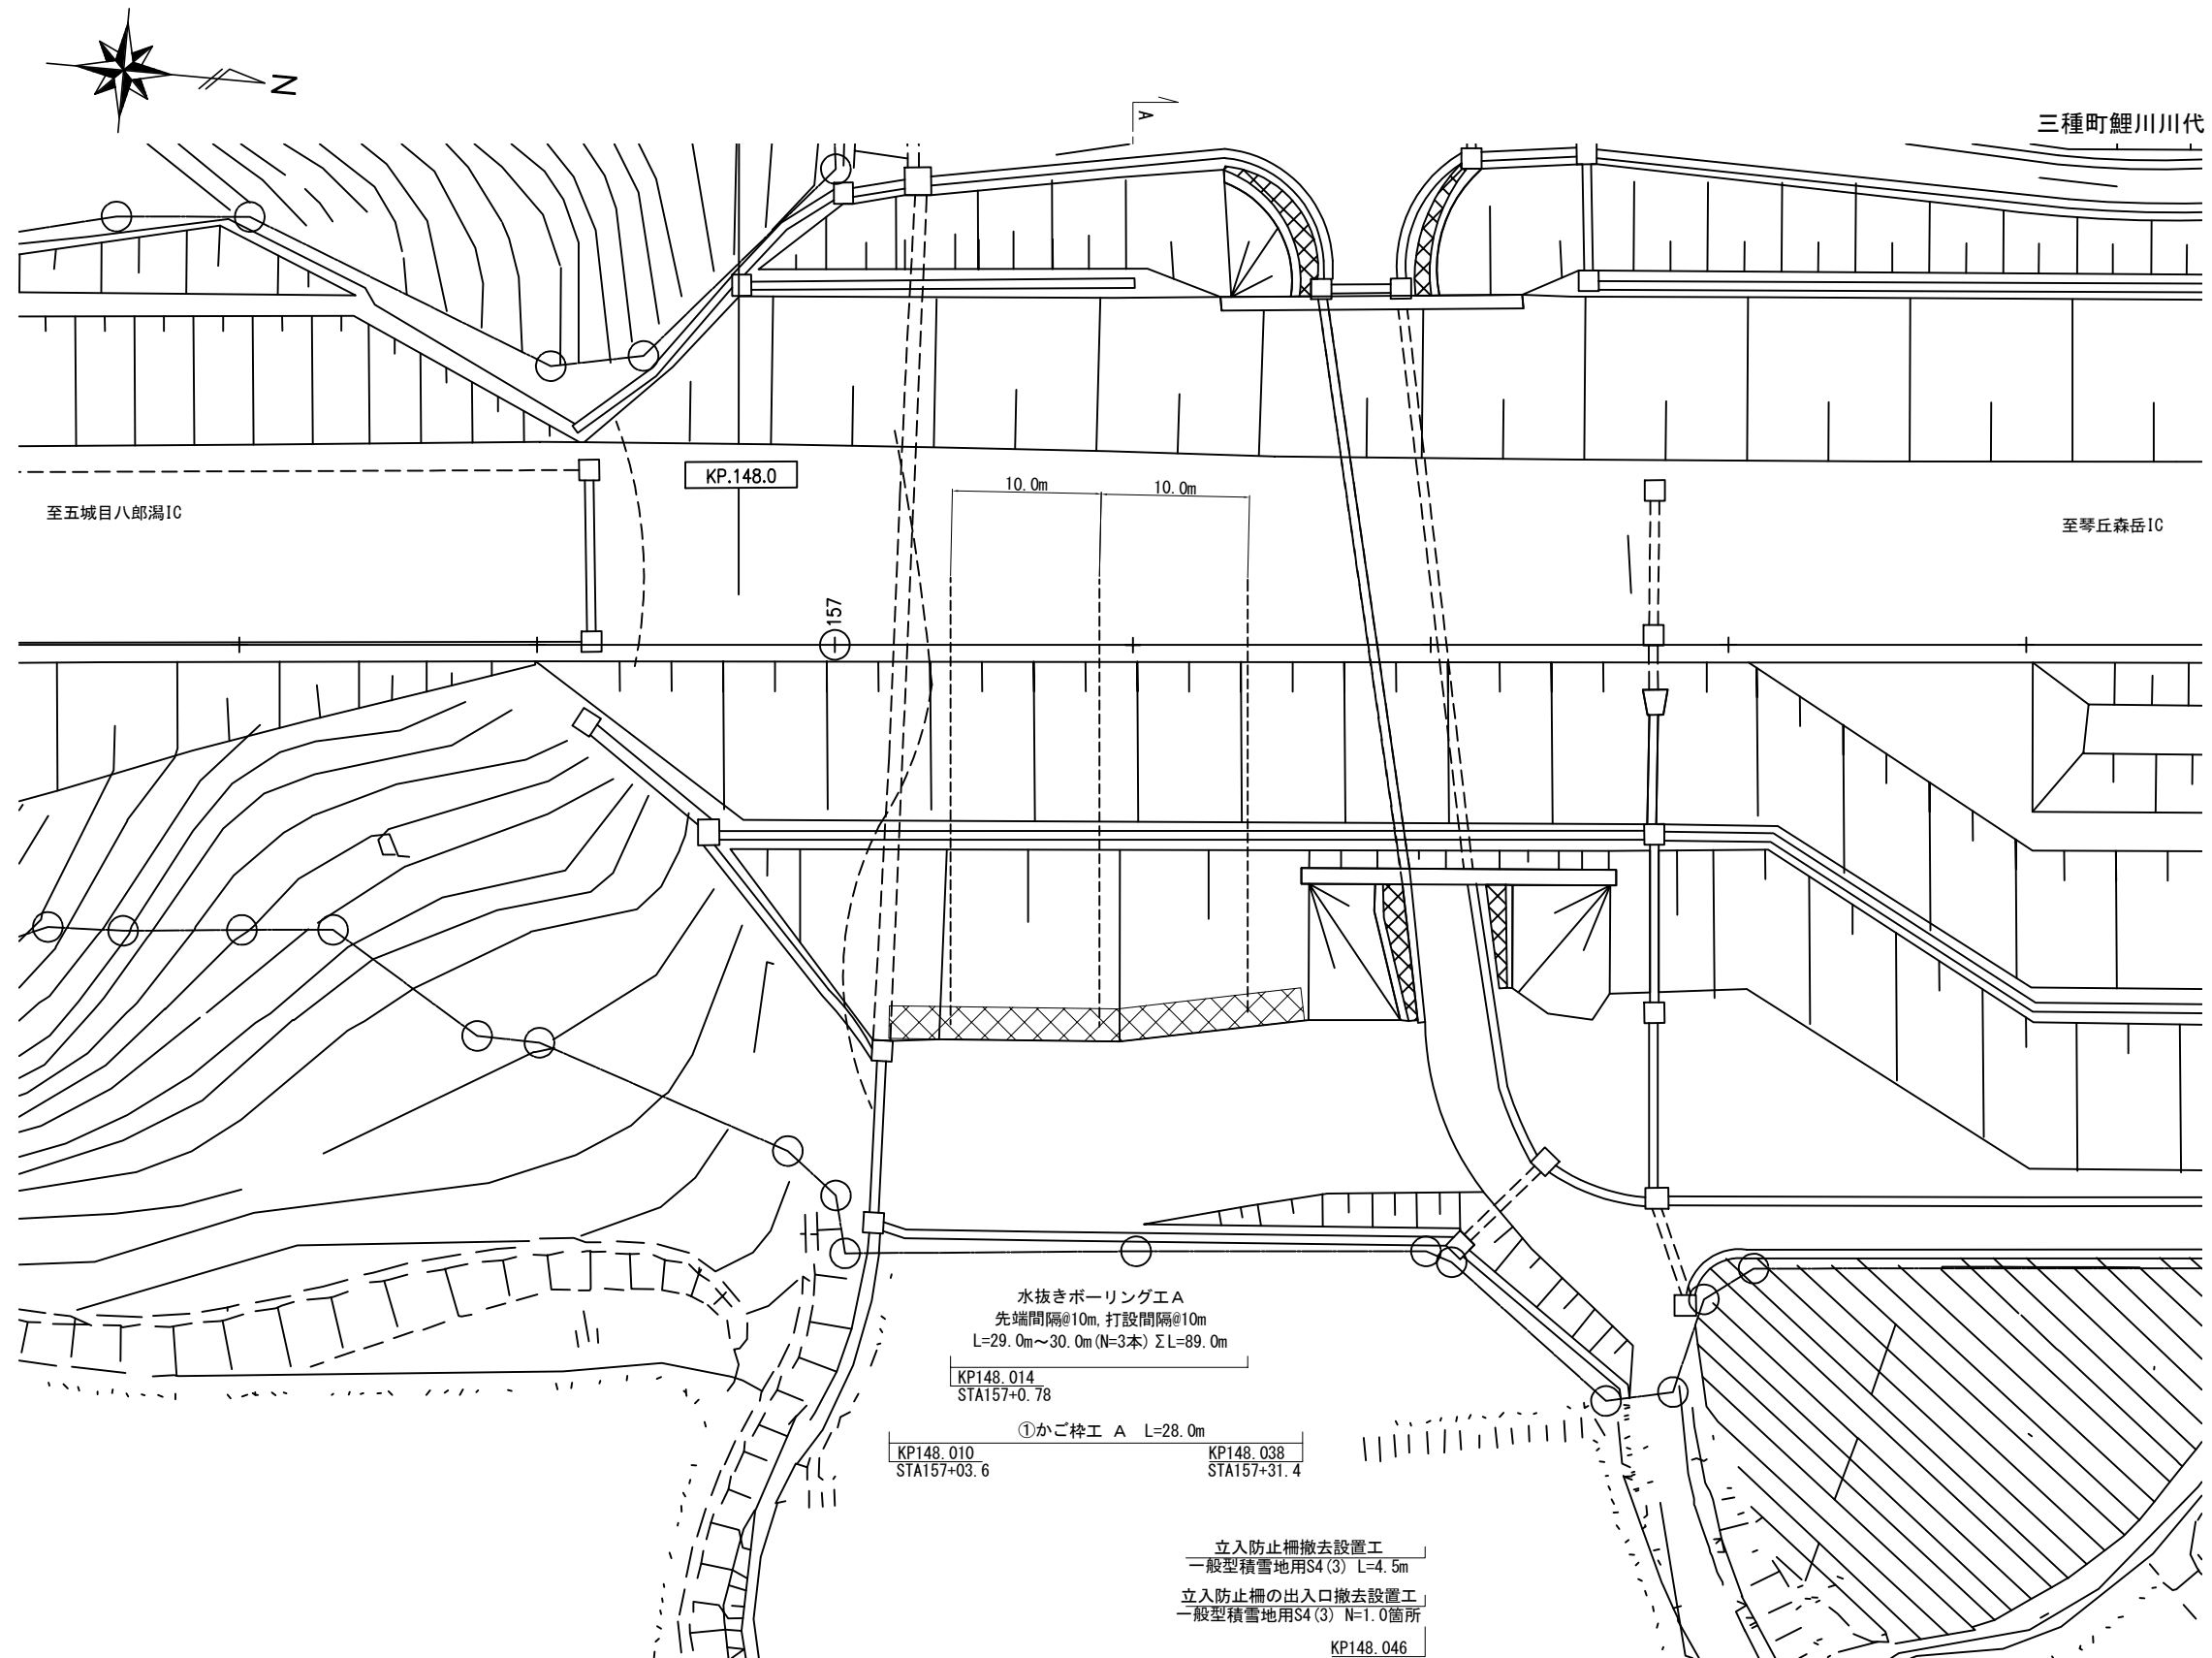 N
A
三種町鯉川川代
KP.148.0
10.0m
10.0m
至五城目八郎潟IC
至琴丘森岳IC
157
水抜きボーリング工A
先端間隔@10m, 打設間隔@10m
L=29.0m～30.0m(N=3本)ΣL=89.0m
KP148.014
STA157+0.78
①かご枠工 A L=28.0m
KP148.010
KP148.038
STA157+03.6
STA157+31.4
立入防止柵撤去設置工
一般型積雪地用S4(3) L=4.5m
立入防止柵の出入口撤去設置工
一般型積雪地用S4(3) N=1.0箇所
KP148.046